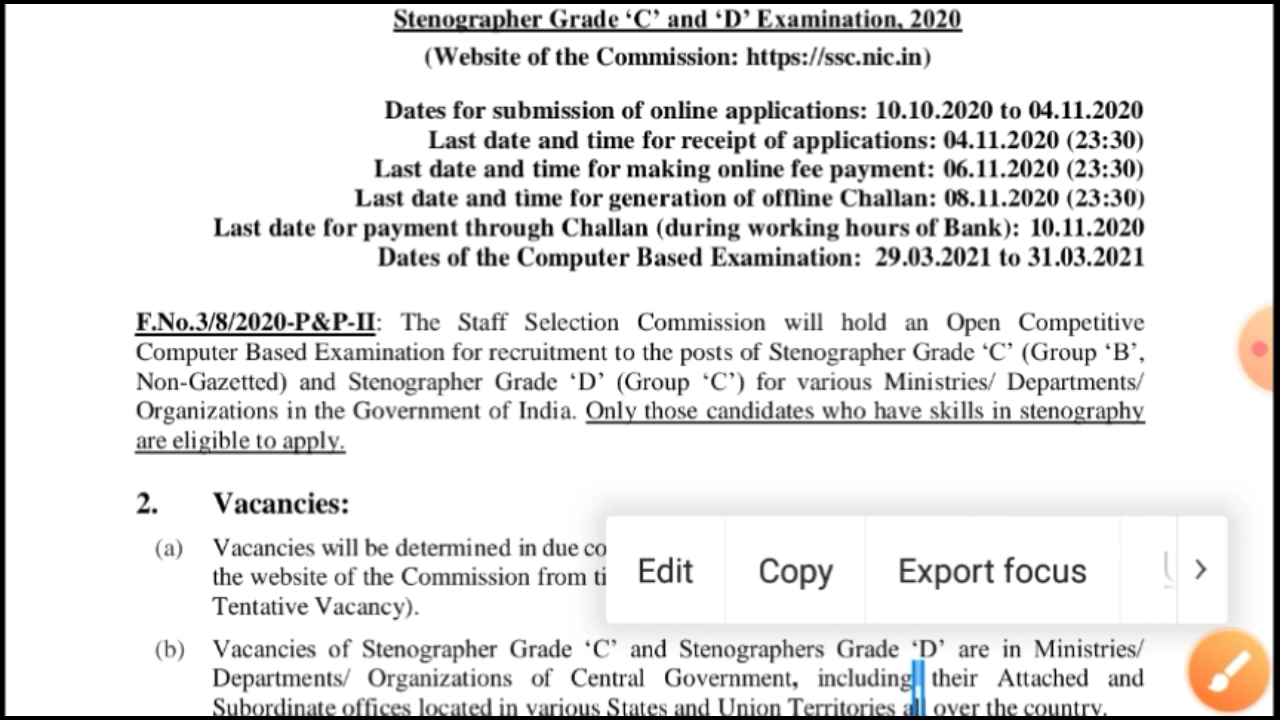 Stenographer Grade ‘C’ and ‘D’ Examination, 2020
(Website of the Commission: https://ssc.nic.in)
Dates for submission of online applications: 10.10.2020 to 04.11.2020
Last date and time for receipt of applications: 04.11.2020 (23:30)
Last date and time for making online fee payment: 06.11.2020 (23:30)
Last date and time for generation of offline Challan: 08.11.2020 (23:30)
Last date for payment through Challan (during working hours of Bank): 10.11.2020
Dates of the Computer Based Examination: 29.03.2021 to 31.03.2021
F.No.3/8/2020-P&P-II: The Staff Selection Commission will hold an Open Competitive
Computer Based Examination for recruitment to the posts of Stenographer Grade ‘C’ (Group ‘B’,
Non-Gazetted) and Stenographer Grade ‘D’ (Group ‘C’) for various Ministries/ Departments/
Organizations in the Government of India. Only those candidates who have skills in stenography
are eligible to apply.
2. Vacancies:
(a) Vacancies will be determined in due co
the website of the Commission from ti
Tentative Vacancy).
Edit Copy Export focus
(b) Vacancies of Stenographer Grade ‘C’ and Stenographers Grade ‘D’ are in Ministries/
Departments/ Organizations of Central Government, including their Attached and
Subordinate offices located in various States and Union Territories all over the country.